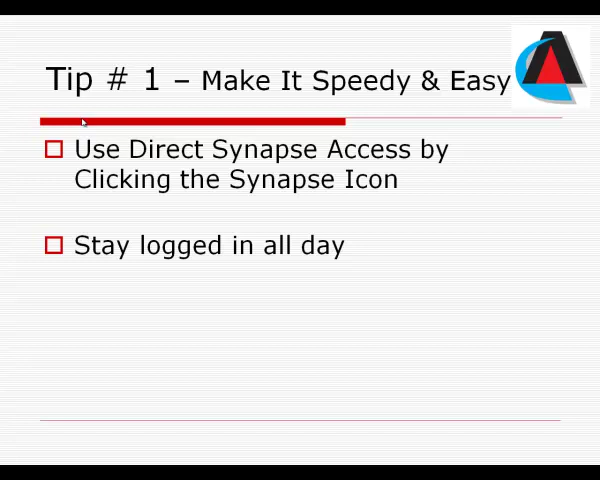 Tip # 1 – Make It Speedy & Easy
Use Direct Synapse Access by
Clicking the Synapse Icon
Stay logged in all day